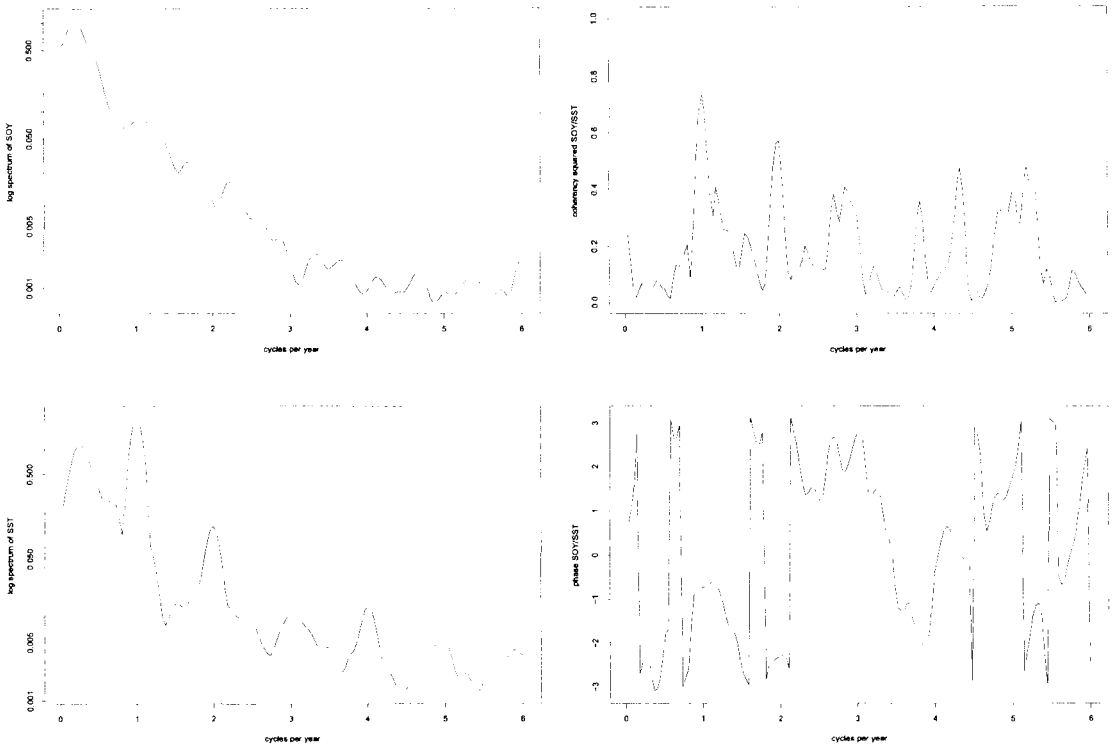 log spectrum of SOY
0.500
0.050
0.005
0.001
0 1 2 3 4 5 6
cycles per year
coherency squared SOY/SST
1.0
0.8
0.6
0.4
0.2
0.0
0 1 2 3 4 5 6
cycles per year
log spectrum of SST
0.500
0.050
0.005
0.001
0 1 2 3 4 5 6
cycles per year
phase SOY/SST
3
2
1
0
-1
-2
-3
0 1 2 3 4 5 6
cycles per year